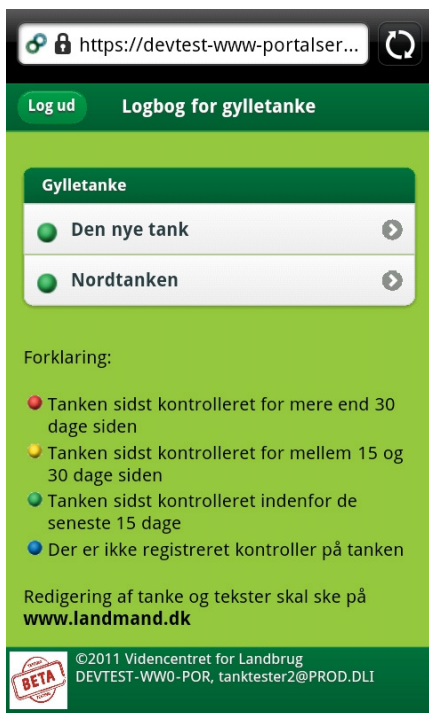 https://devtest-www-portalser...
Log ud
Logbog for gylletanke
Gylletanke
Den nye tank
Nordtanken
Forklaring:
Tanken sidst kontrolleret for mere end 30
dage siden
Tanken sidst kontrolleret for mellem 15 og
30 dage siden
Tanken sidst kontrolleret indenfor de
seneste 15 dage
Der er ikke registreret kontroller på tanken
Redigering af tanke og tekster skal ske på
www.landmand.dk
BETA
©2011 Videncentret for Landbrug
DEVTEST-WW0-POR, tanktester2@PROD.DLI